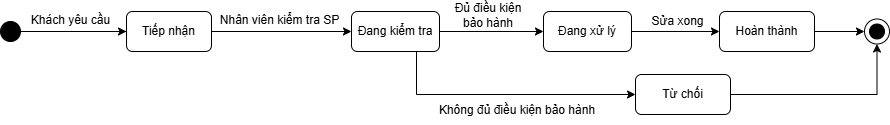 Khách yêu cầu
Tiếp nhận
Nhân viên kiểm tra SP
Đang kiểm tra
Đủ điều kiện
bảo hành
Đang xử lý
Sửa xong
Hoàn thành
Không đủ điều kiện bảo hành
Từ chối